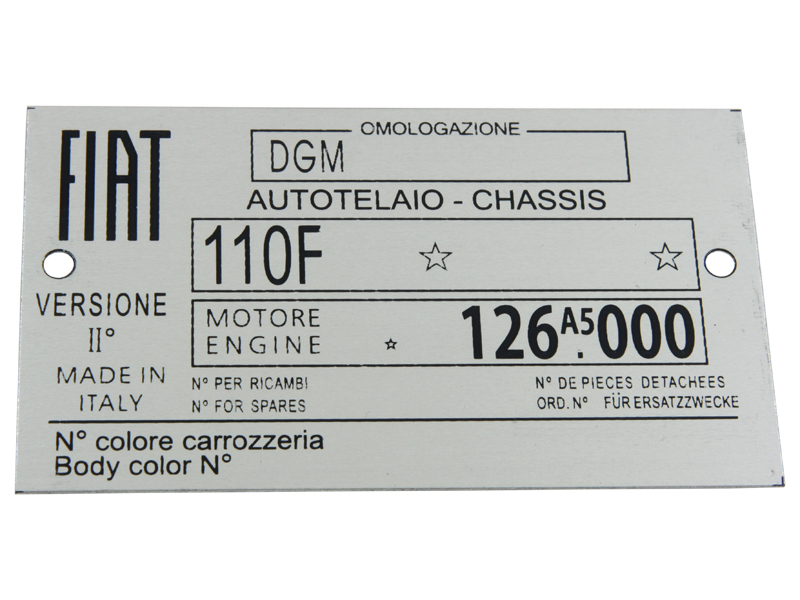 FIAT
OMOLOGAZIONE
DGM
AUTOTELAIO - CHASSIS
110F ☆ ☆
VERSIONE
II°
MADE IN
ITALY
MOTORE
ENGINE ☆ 126A5.000
N° PER RICAMBI
N° FOR SPARES
N° DE PIECES DETACHEES
ORD. N° FÜR ERSATZZWECKE
N° colore carrozzeria
Body color N°